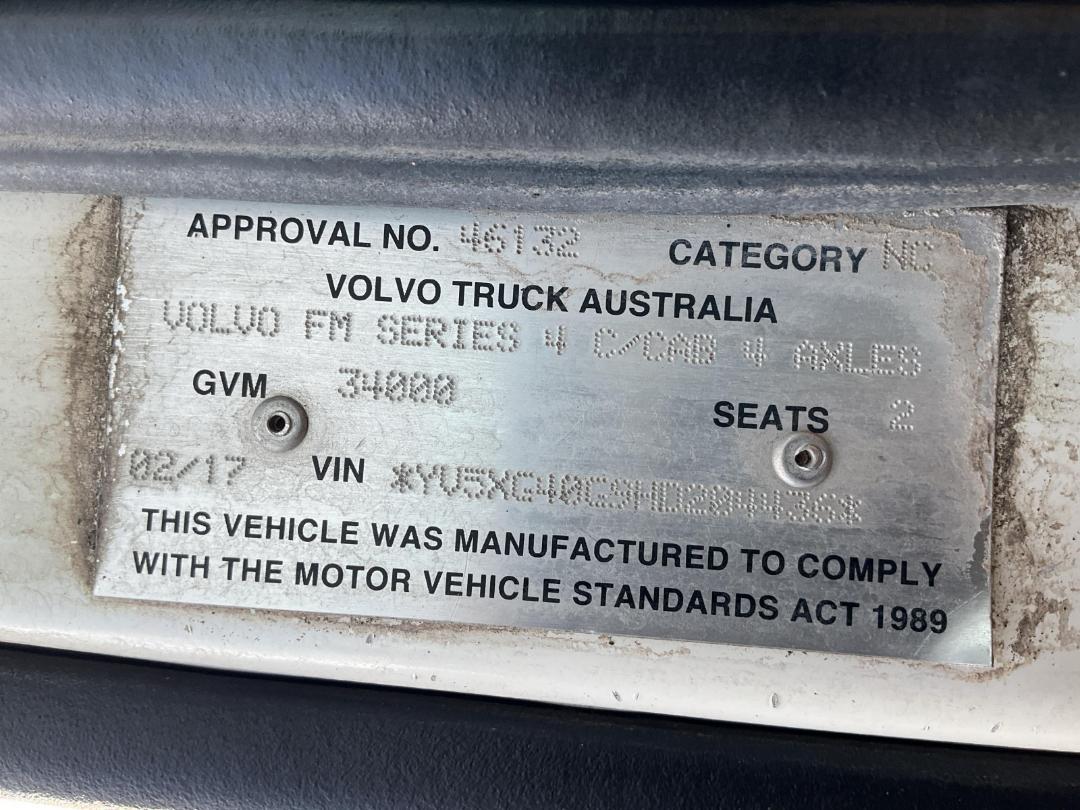 APPROVAL NO. 46132 CATEGORY NC
VOLVO TRUCK AUSTRALIA
VOLVO FM SERIES 4 C/CAB 4 AXLES
GVM 34000 SEATS 2
02/17 VIN *YV5XG40C9HD204436*
THIS VEHICLE WAS MANUFACTURED TO COMPLY
WITH THE MOTOR VEHICLE STANDARDS ACT 1989